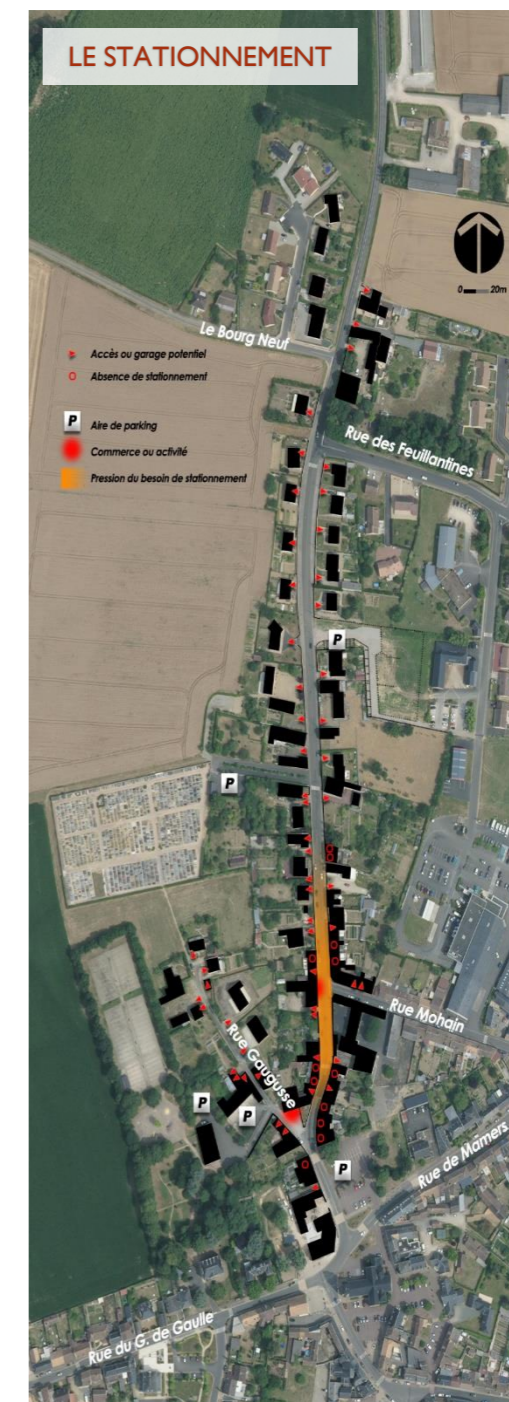 LE STATIONNEMENT
0 20m
Le Bourg Neuf
Accès ou garage potentiel
Absence de stationnement
P Aire de parking
Commerce ou activité
Pression du besoin de stationnement
Rue des Feuillantines
P
P
Rue Mohain
Rue Gaugusse
P
P
P
Rue de Mamers
Rue du G. de Gaulle